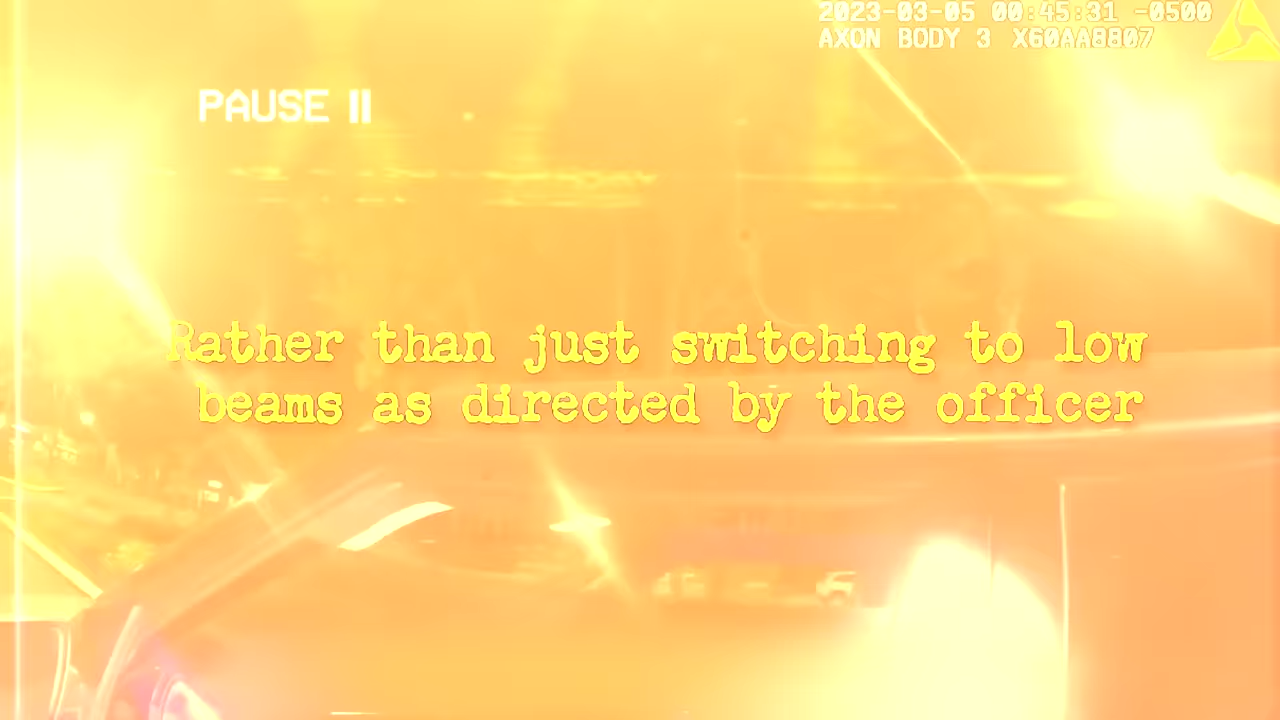 2023-03-05 00:45:31 -0500
AXON BODY 3 X60AA8807
PAUSE
Rather than just switching to low
beams as directed by the officer